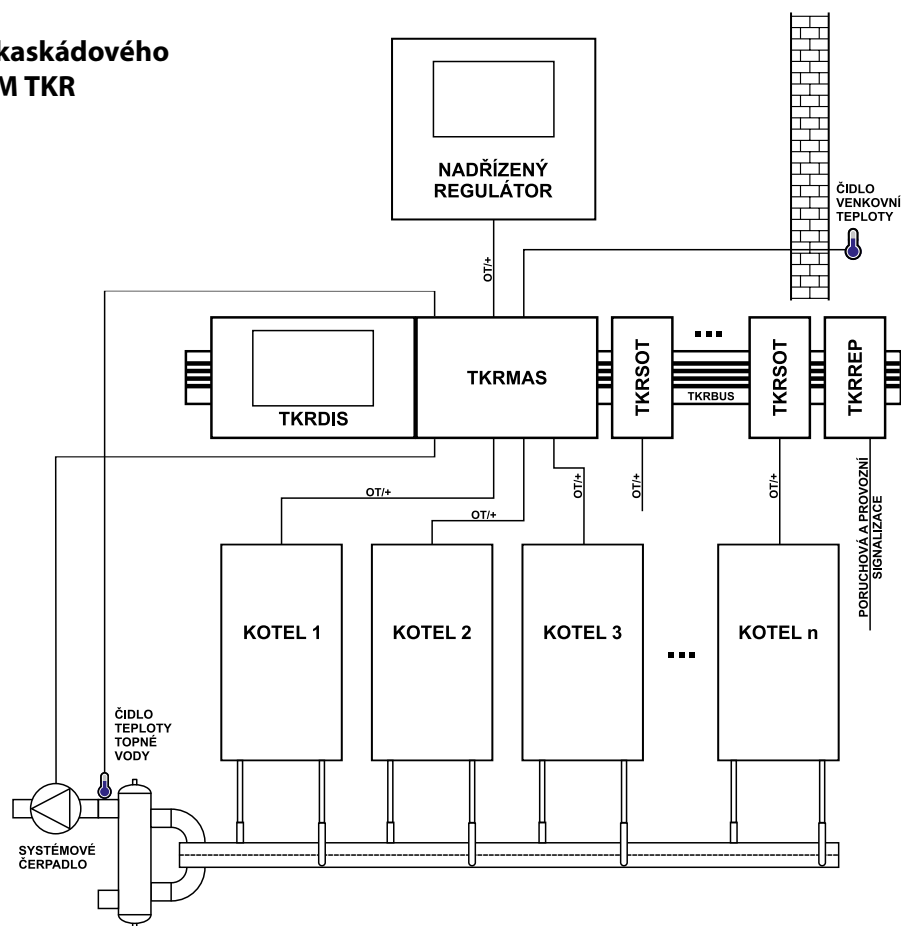 kaskádového
M TKR
NADŘÍZENÝ
REGULÁTOR
ČIDLO
VENKOVNÍ
TEPLOTY
OT/+
TKRDIS
TKRMAS
TKRSOT
TKRBUS
TKRSOT
TKRREP
OT/+
OT/+
OT/+
OT/+
OT/+
PORUCHOVÁ A PROVOZNÍ
SIGNALIZACE
KOTEL 1
KOTEL 2
KOTEL 3
KOTEL n
ČIDLO
TEPLOTY
TOPNÉ
VODY
SYSTÉMOVÉ
ČERPADLO